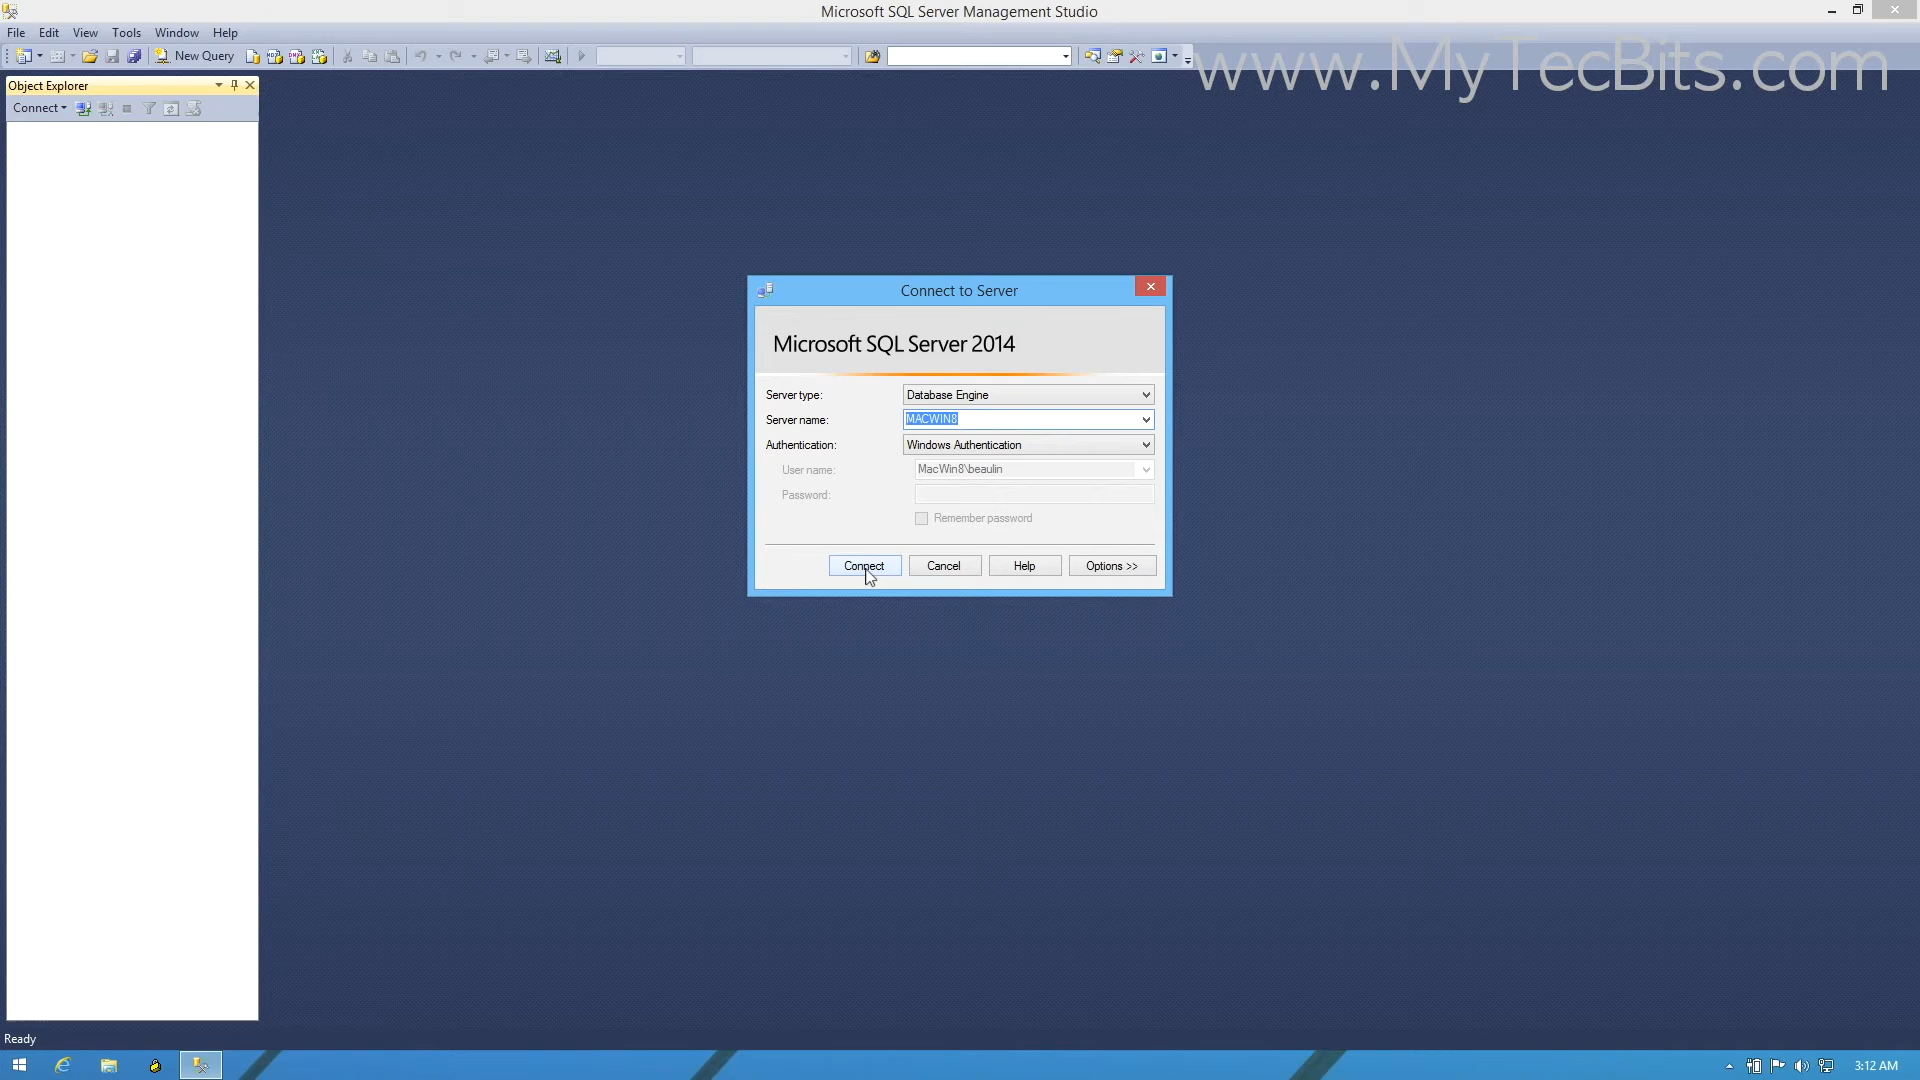 Microsoft SQL Server Management Studio
File Edit View Tools Window Help
New Query
www.MyTecBits.com
Object Explorer
Connect
Connect to Server
Microsoft SQL Server 2014
Server type: Database Engine
Server name: MACWIN8
Authentication: Windows Authentication
User name: MacWin8\beaulin
Password:
Remember password
Connect Cancel Help Options >>
Ready
3:12 AM